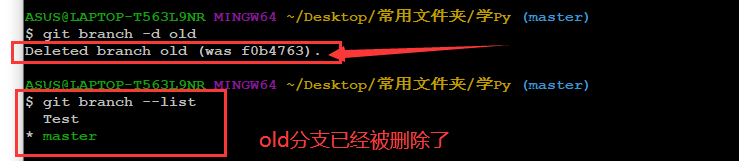 ASUS@LAPTOP-T563L9NR MINGW64 ~/Desktop/常用文件夹/学Py (master)
$ git branch -d old
Deleted branch old (was f0b4763).
ASUS@LAPTOP-T563L9NR MINGW64 ~/Desktop/常用文件夹/学Py (master)
$ git branch --list
  Test
* master
old分支已经被删除了